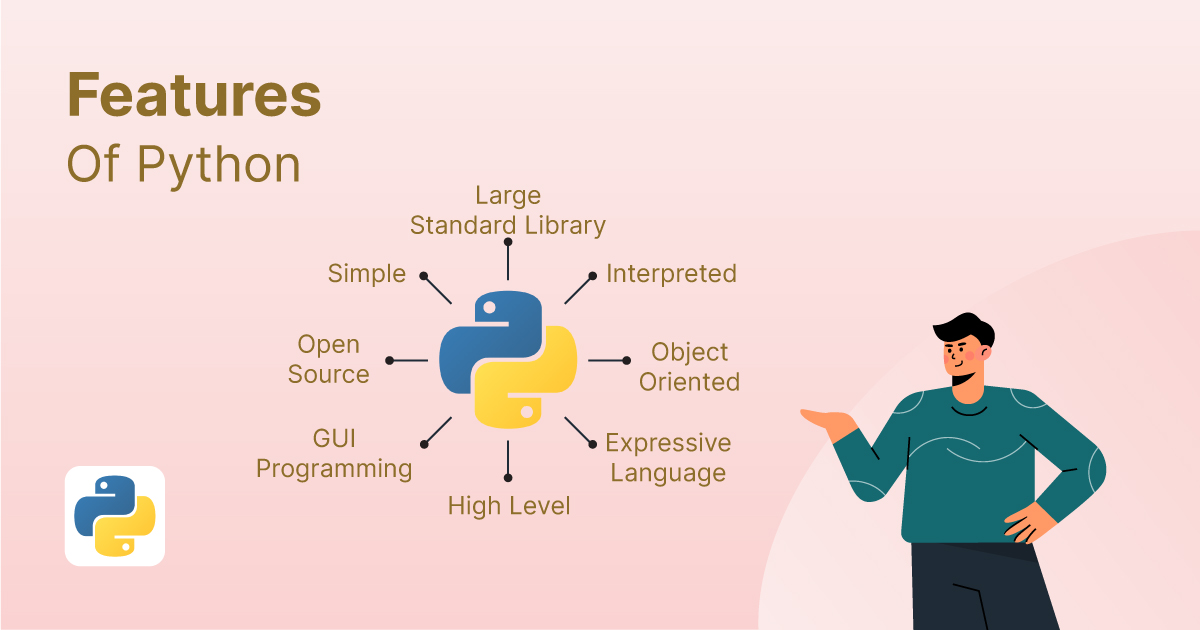 Features
Of Python
Large
Standard Library
Simple
Interpreted
Open
Source
Object
Oriented
GUI
Programming
Expressive
Language
High Level